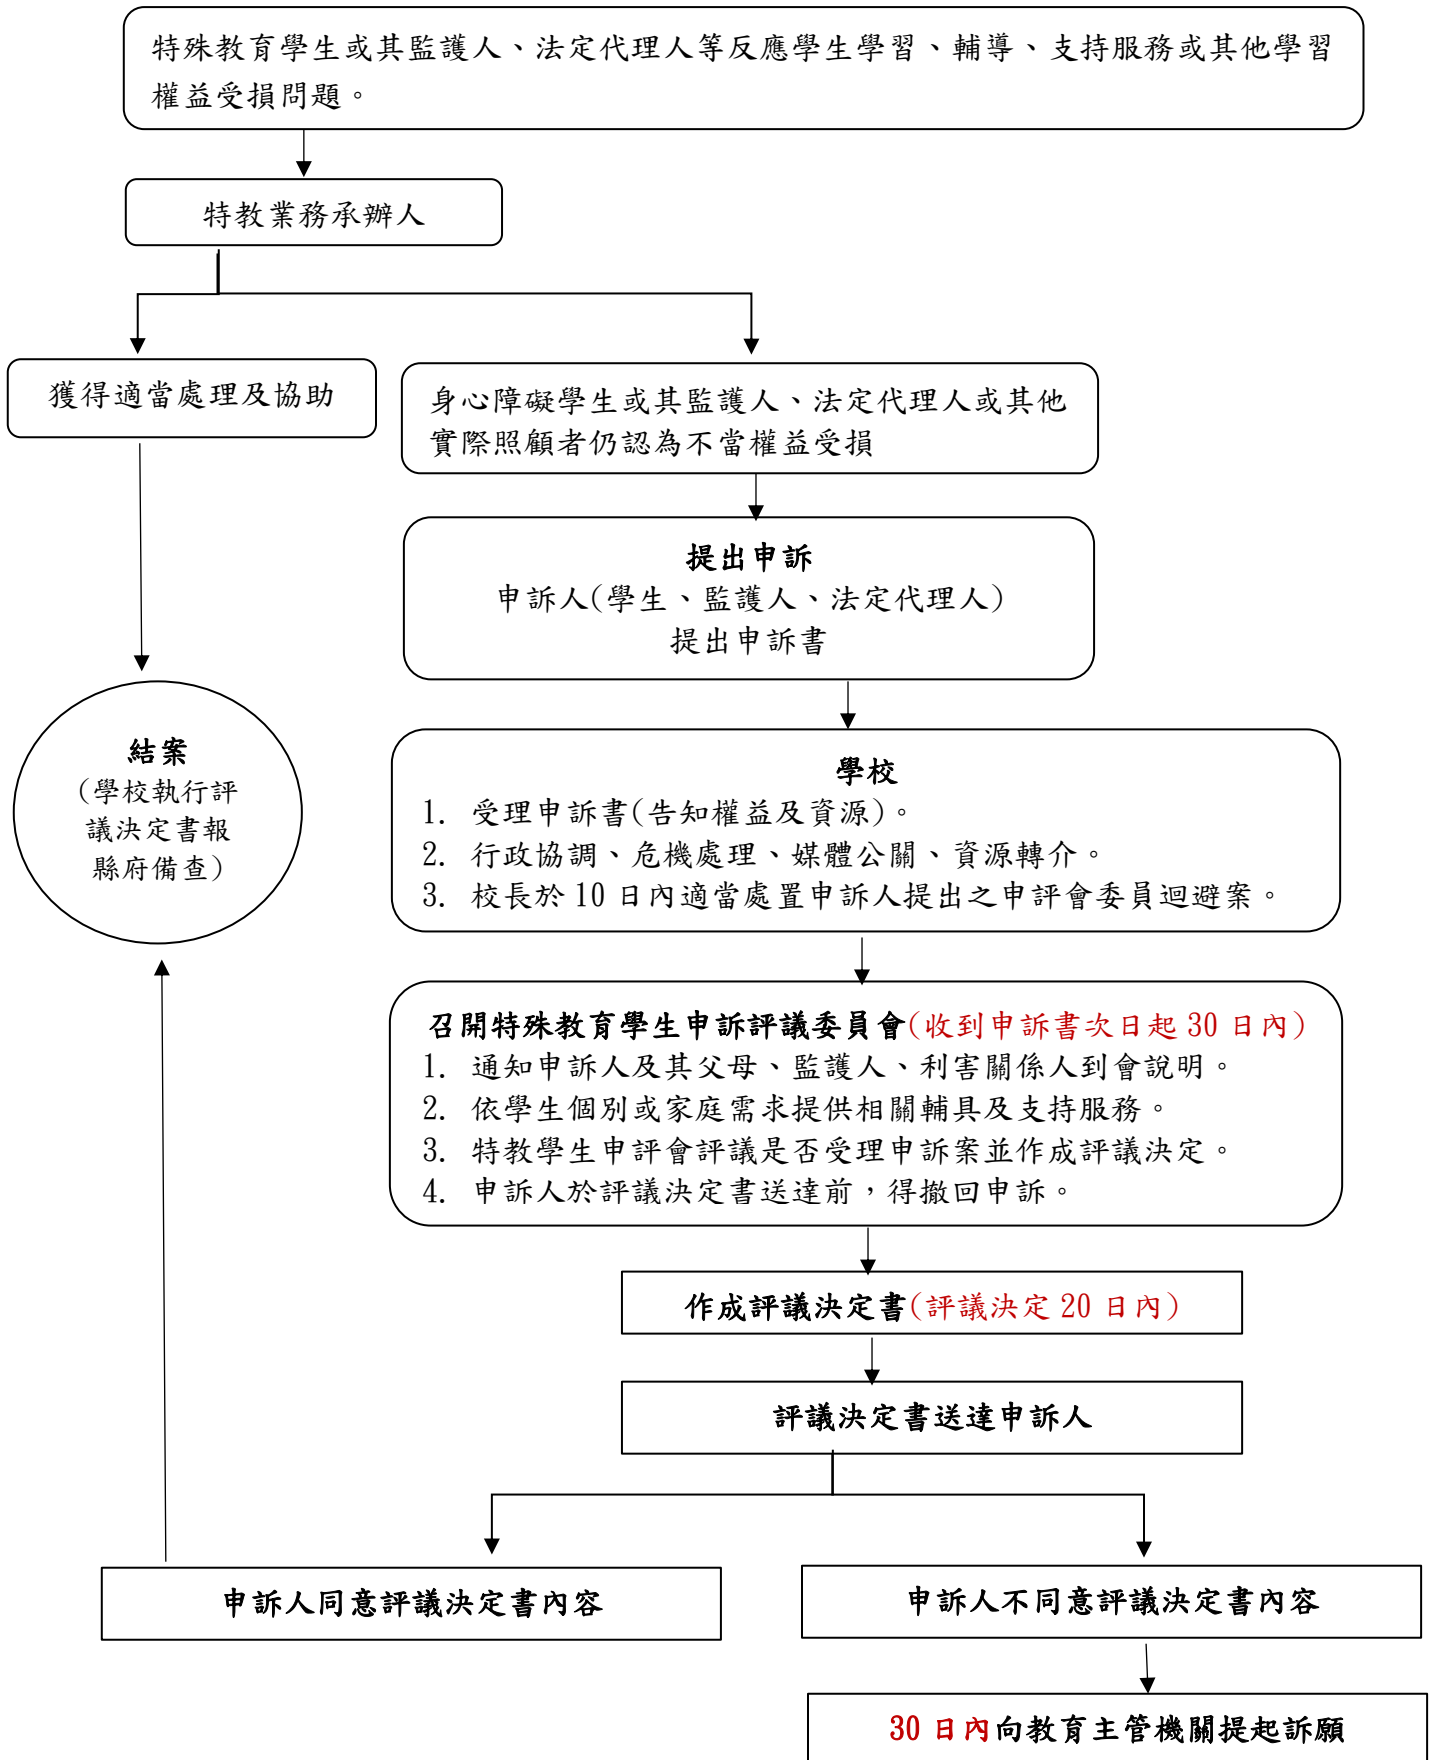 特殊教育學生或其監護人、法定代理人等反應學生學習、輔導、支持服務或其他學習
權益受損問題。
特教業務承辦人
獲得適當處理及協助
身心障礙學生或其監護人、法定代理人或其他
實際照顧者仍認為不當權益受損
提出申訴
申訴人(學生、監護人、法定代理人)
提出申訴書
結案
(學校執行評
議決定書報
縣府備查)
學校
1. 受理申訴書(告知權益及資源)。
2. 行政協調、危機處理、媒體公關、資源轉介。
3. 校長於 10 日內適當處置申訴人提出之申評會委員迴避案。
召開特殊教育學生申訴評議委員會(收到申訴書次日起 30 日內)
1. 通知申訴人及其父母、監護人、利害關係人到會說明。
2. 依學生個別或家庭需求提供相關輔具及支持服務。
3. 特教學生申評會評議是否受理申訴案並作成評議決定。
4. 申訴人於評議決定書送達前，得撤回申訴。
作成評議決定書(評議決定 20 日內)
評議決定書送達申訴人
申訴人同意評議決定書內容
申訴人不同意評議決定書內容
30 日內向教育主管機關提起訴願